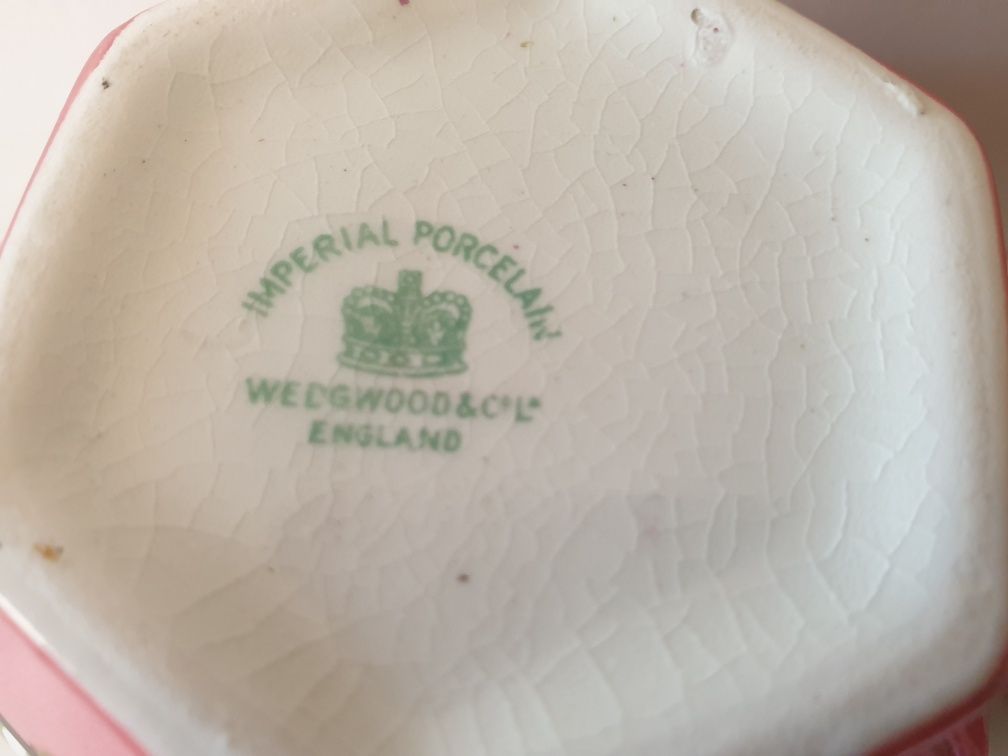 IMPERIAL PORCELAIN
WEDGWOOD & Co Ld
ENGLAND